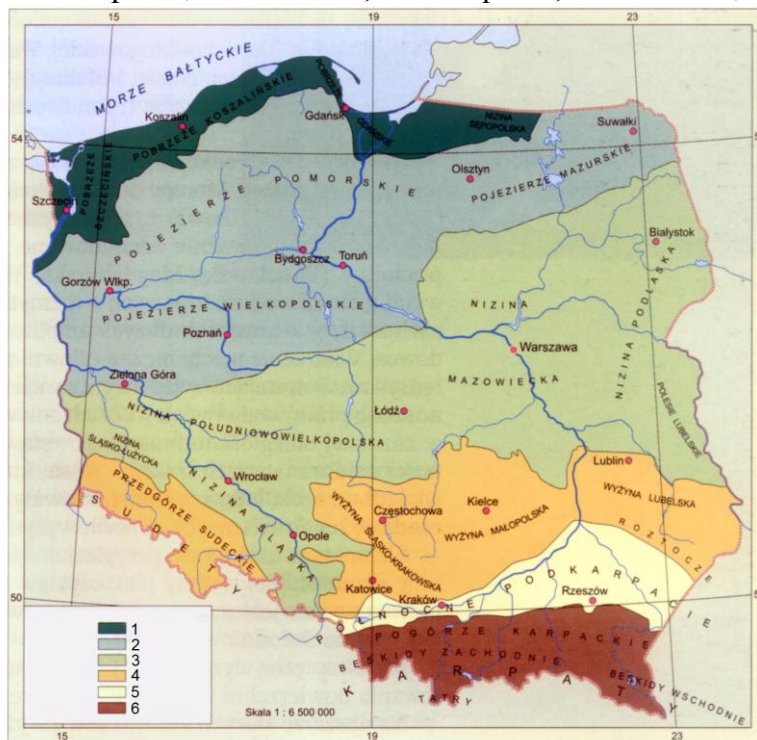 15
19
23
MORZE BAŁTYCKIE
POBRZEŻE
Koszalin
POBRZEŻE KOSZALIŃSKIE
Gdańsk
GDAŃSKIE
NIZINA
SĘPOPOLSKA
Suwałki
54
Olsztyn
POJEZIERZE MAZURSKIE
POBRZEŻE
SZCZECIŃSKIE
Szczecin
POJEZIERZE POMORSKIE
Białystok
Bydgoszcz
Toruń
Gorzów Wlkp.
POJEZIERZE WIELKOPOLSKIE
NIZINA
Poznań
Warszawa
NIZINA PODLASKA
MAZOWIECKA
Zielona Góra
Łódź
POLESIE LUBELSKIE
NIZINA POŁUDNIOWOWIELKOPOLSKA
NIZINA
ŚLĄSKO-ŁUŻYCKA
Lublin
Wrocław
WYŻYNA LUBELSKA
PRZEDGÓRZE SUDECKIE
NIZINA ŚLĄSKA
Częstochowa
Kielce
WYŻYNA ŚLĄSKO-KRAKOWSKA
WYŻYNA MAŁOPOLSKA
ROZTOCZE
SUDETY
Opole
Katowice
Kraków
Rzeszów
50
PÓŁNOCNE PODKARPACIE
1
2
3
4
5
6
POGÓRZE KARPACKIE
BESKIDY ZACHODNIE
KARPATY
TATRY
BESKIDY WSCHODNIE
Skala 1 : 6 500 000
15
19
23